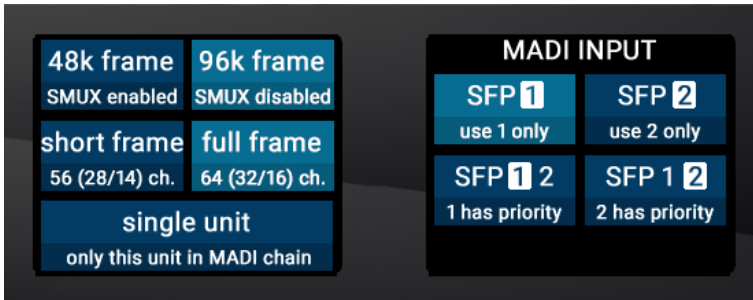 48k frame
SMUX enabled
96k frame
SMUX disabled
short frame
56 (28/14) ch.
full frame
64 (32/16) ch.
single unit
only this unit in MADI chain
MADI INPUT
SFP 1
use 1 only
SFP 2
use 2 only
SFP 1 2
1 has priority
SFP 1 2
2 has priority